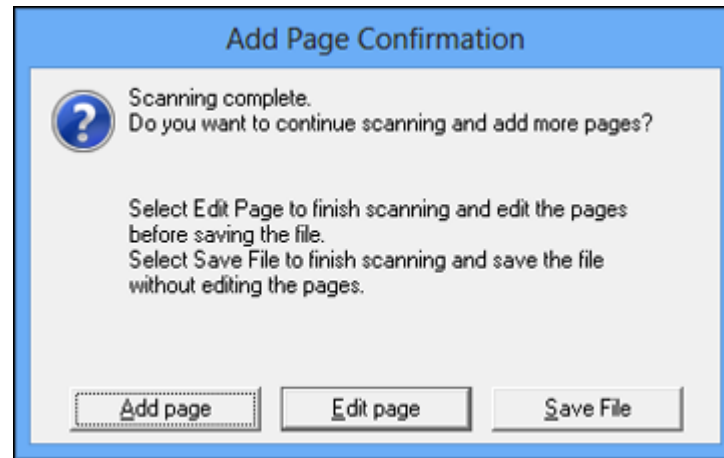 Add Page Confirmation
Scanning complete.
Do you want to continue scanning and add more pages?
Select Edit Page to finish scanning and edit the pages
before saving the file.
Select Save File to finish scanning and save the file
without editing the pages.
Add page
Edit page
Save File